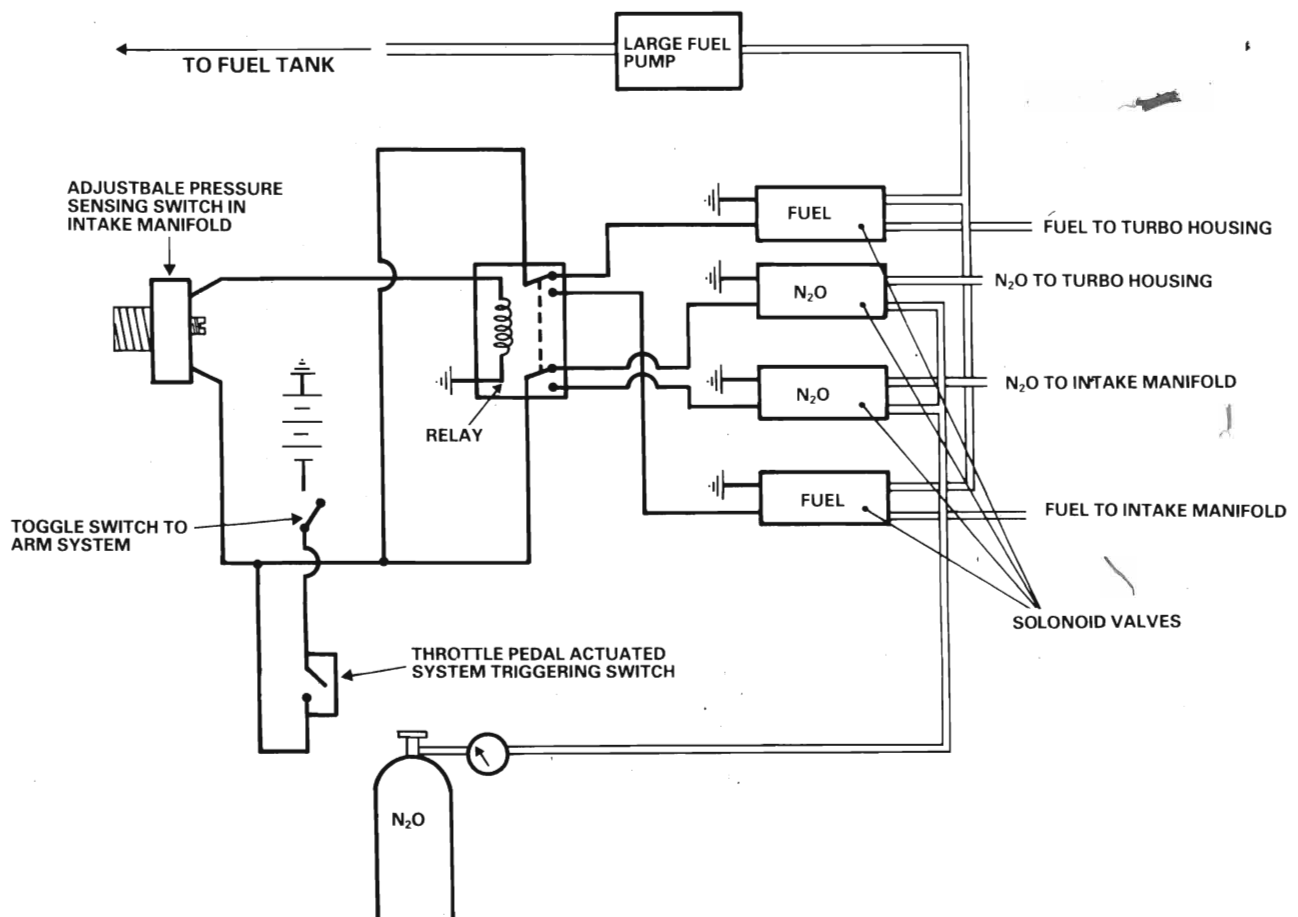 LARGE FUEL
PUMP
TO FUEL TANK
ADJUSTBALE PRESSURE
SENSING SWITCH IN
INTAKE MANIFOLD
FUEL
FUEL TO TURBO HOUSING
N₂O
N₂O TO TURBO HOUSING
N₂O
N₂O TO INTAKE MANIFOLD
RELAY
FUEL
FUEL TO INTAKE MANIFOLD
TOGGLE SWITCH TO
ARM SYSTEM
SOLONOID VALVES
THROTTLE PEDAL ACTUATED
SYSTEM TRIGGERING SWITCH
N₂O